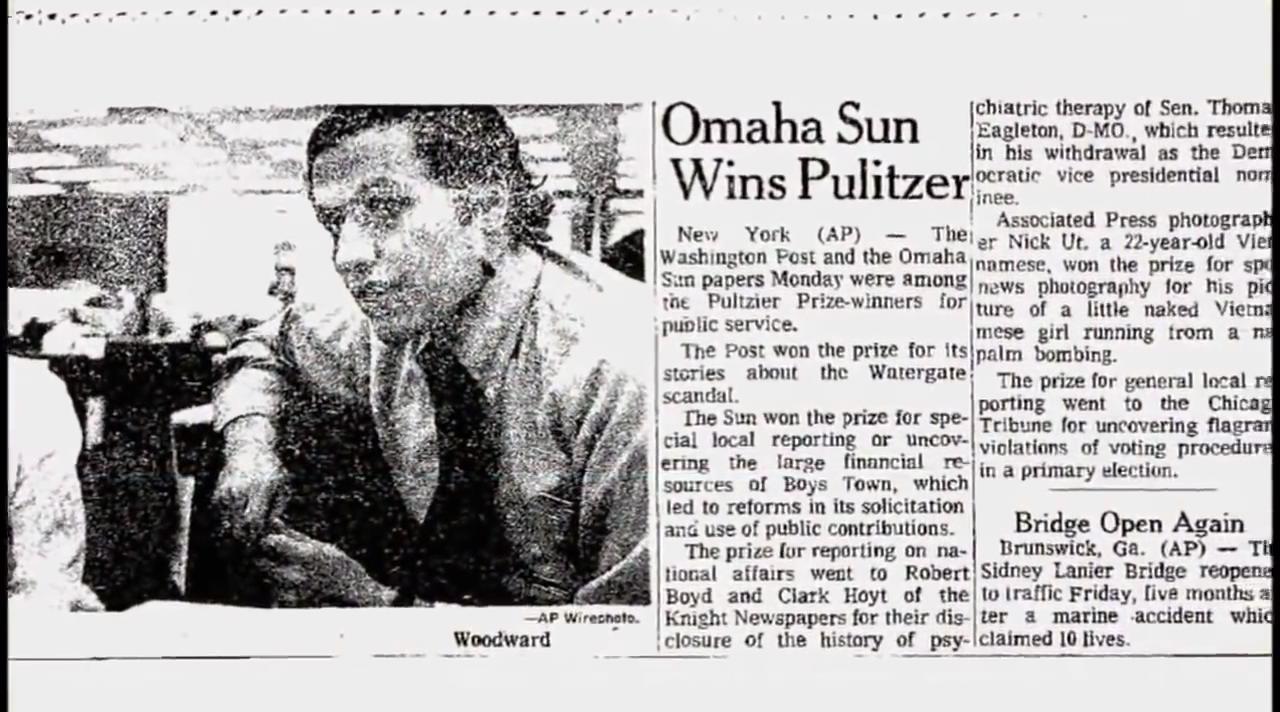 —AP Wirephoto.
Woodward
Omaha Sun
Wins Pulitzer
New York (AP) — The
Washington Post and the Omaha
Sun papers Monday were among
the Pultzier Prize-winners for
public service.
The Post won the prize for its
stories about the Watergate
scandal.
The Sun won the prize for spe-
cial local reporting or uncov-
ering the large financial re-
sources of Boys Town, which
led to reforms in its solicitation
and use of public contributions.
The prize for reporting on na-
tional affairs went to Robert
Boyd and Clark Hoyt of the
Knight Newspapers for their dis-
closure of the history of psy-
chiatric therapy of Sen. Thoma
Eagleton, D-MO., which resulte
in his withdrawal as the Dem
ocratic vice presidential nom
inee.
Associated Press photograph
er Nick Ut. a 22-year-old Viet
namese, won the prize for spo
news photography for his pic
ture of a little naked Vietna
mese girl running from a na
palm bombing.
The prize for general local re
porting went to the Chicag
Tribune for uncovering flagran
violations of voting procedure
in a primary election.
Bridge Open Again
Brunswick, Ga. (AP) — Th
Sidney Lanier Bridge reopene
to traffic Friday, five months a
ter a marine accident whic
claimed 10 lives.